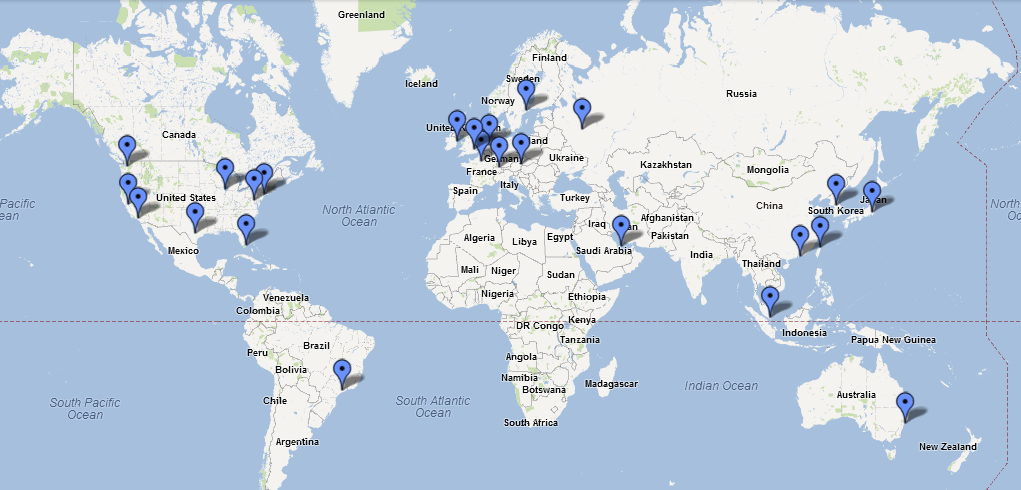 Greenland
Iceland
Finland
Sweden
Norway
Russia
Canada
Ukraine
France
Kazakhstan
Mongolia
Spain
Italy
Turkey
China
Japan
South Korea
United States
North Atlantic
Ocean
Iraq
Afghanistan
Pakistan
Algeria
Libya
Egypt
Saudi Arabia
India
Mexico
Thailand
Mali
Niger
Sudan
Nigeria
Ethiopia
Venezuela
Colombia
DR Congo
Kenya
Tanzania
Indonesia
Papua New Guinea
Peru
Brazil
Bolivia
Angola
Namibia
Botswana
Madagascar
Indian Ocean
Chile
South Pacific
Ocean
South Atlantic
Ocean
South Africa
Australia
Argentina
New Zealand
Pacific